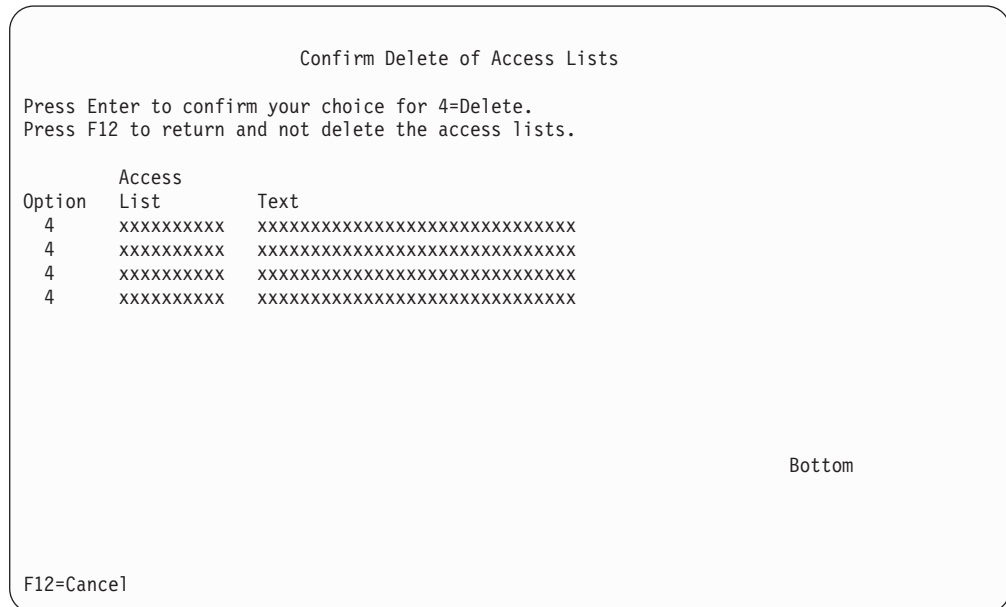 Confirm Delete of Access Lists
Press Enter to confirm your choice for 4=Delete.
Press F12 to return and not delete the access lists.
Access
Option List Text
4 xxxxxxxxxx xxxxxxxxxxxxxxxxxxxxxxxxxxxxxx
4 xxxxxxxxxx xxxxxxxxxxxxxxxxxxxxxxxxxxxxxx
4 xxxxxxxxxx xxxxxxxxxxxxxxxxxxxxxxxxxxxxxx
4 xxxxxxxxxx xxxxxxxxxxxxxxxxxxxxxxxxxxxxxx
Bottom
F12=Cancel